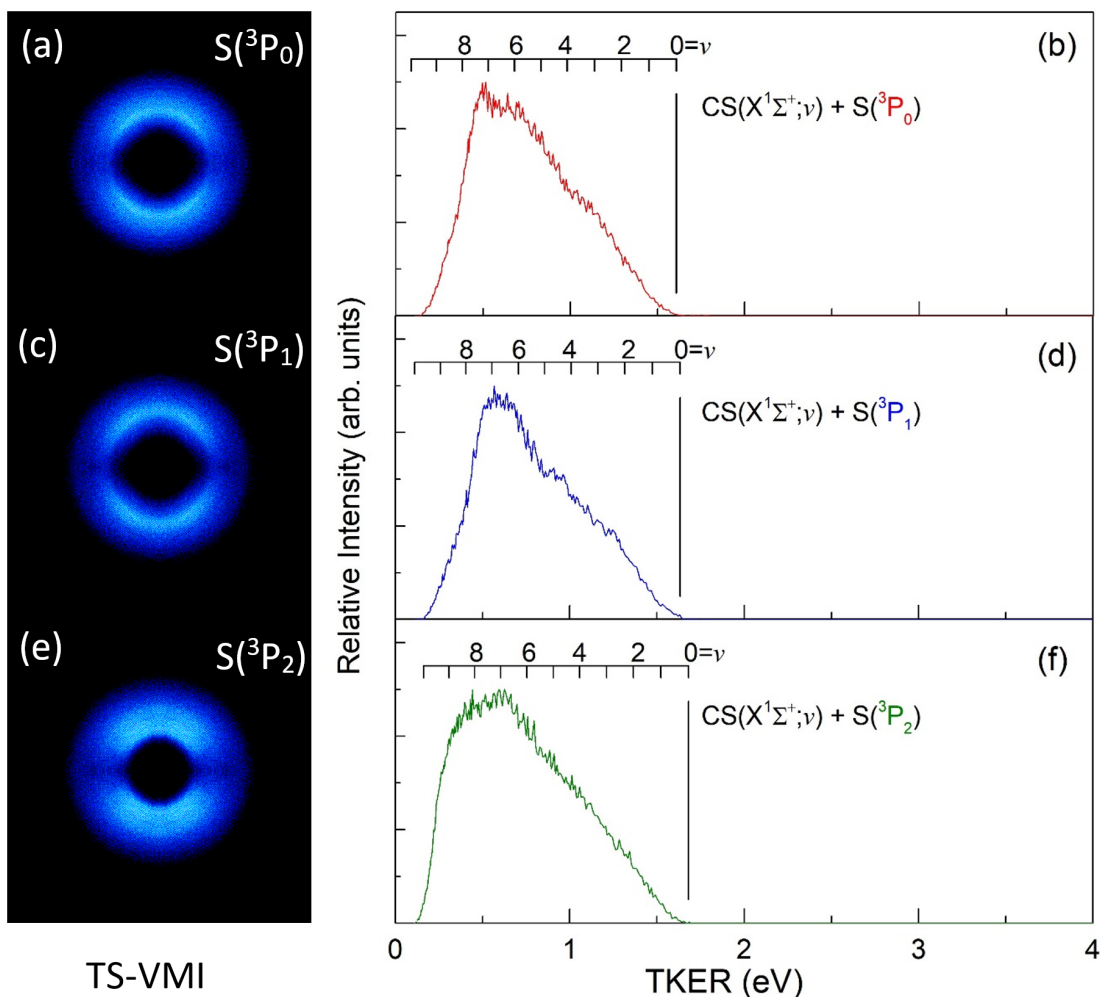 (a) S(³P₀)
8 6 4 2 0=ν
(b)
CS(X¹Σ⁺;ν) + S(³P₀)
(c) S(³P₁)
8 6 4 2 0=ν
(d)
CS(X¹Σ⁺;ν) + S(³P₁)
(e) S(³P₂)
8 6 4 2 0=ν
(f)
CS(X¹Σ⁺;ν) + S(³P₂)
Relative Intensity (arb. units)
0 1 2 3 4
TKER (eV)
TS-VMI